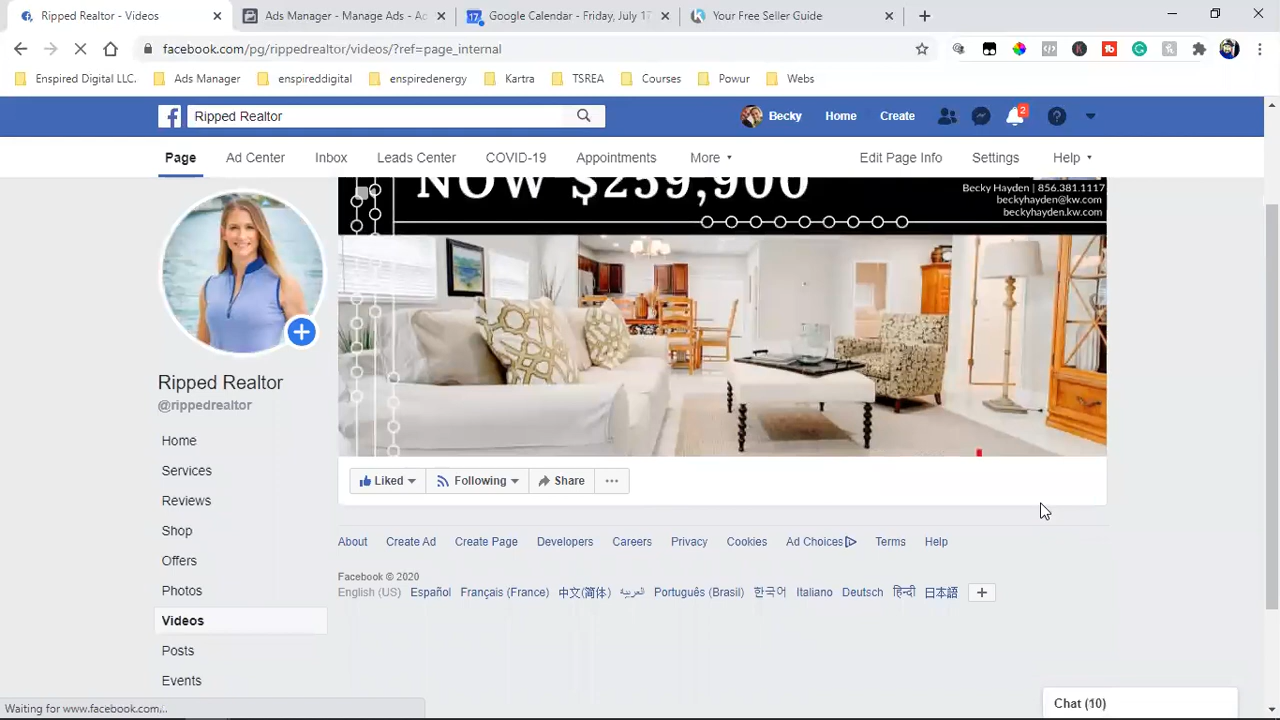 Ripped Realtor - Videos
Ads Manager - Manage Ads - Ad
Google Calendar - Friday, July 17
Your Free Seller Guide
facebook.com/pg/rippedrealtor/videos/?ref=page_internal
Enspired Digital LLC.
Ads Manager
enspireddigital
enspiredenergy
Kartra
TSREA
Courses
Powur
Webs
Ripped Realtor
Becky
Home
Create
2
Page
Ad Center
Inbox
Leads Center
COVID-19
Appointments
More
Edit Page Info
Settings
Help
NOW $259,900
Becky Hayden | 856.381.1117
beckyhayden@kw.com
beckyhayden.kw.com
Ripped Realtor
@rippedrealtor
Home
Services
Reviews
Shop
Offers
Photos
Videos
Posts
Events
Liked
Following
Share
About
Create Ad
Create Page
Developers
Careers
Privacy
Cookies
Ad Choices
Terms
Help
Facebook © 2020
English (US) Español Français (France) 中文(简体) العربية Português (Brasil) 한국어 Italiano Deutsch हिन्दी 日本語
Chat (10)
Waiting for www.facebook.com...